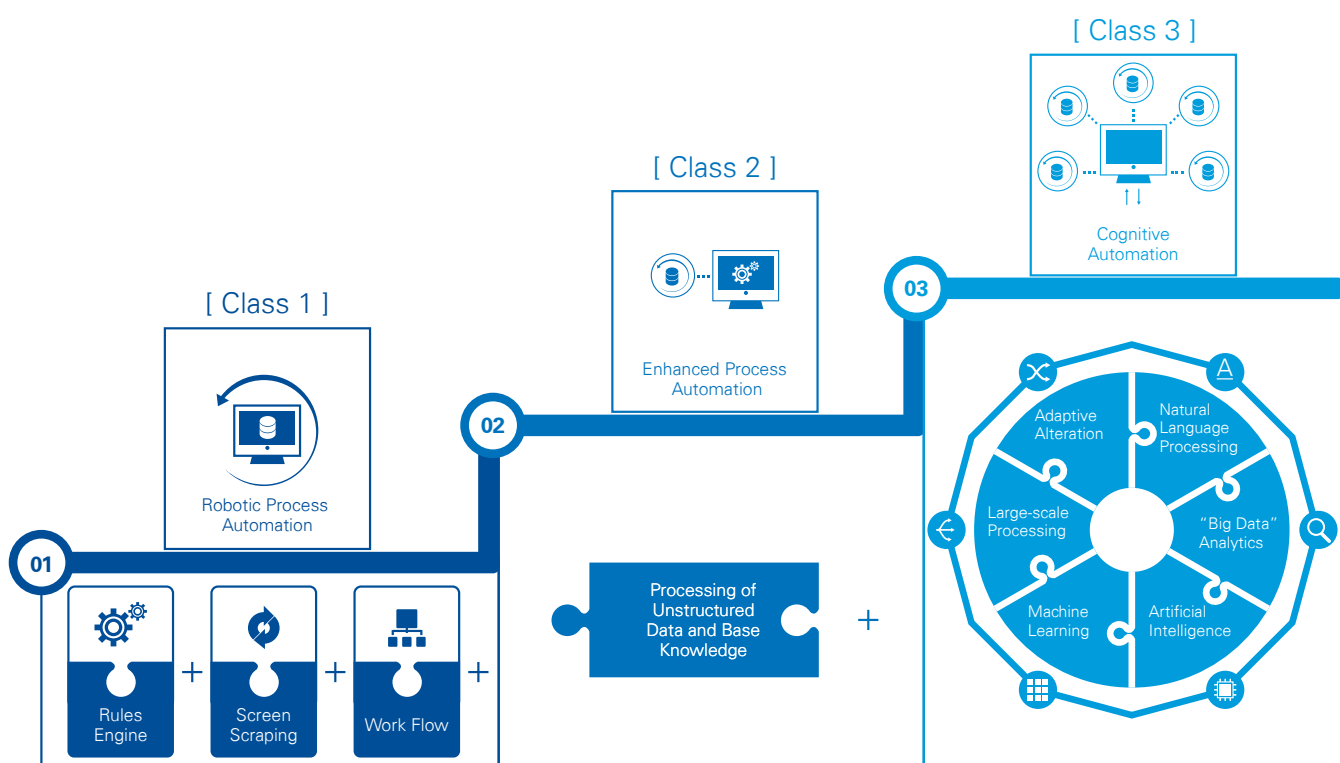 [ Class 1 ]
Robotic Process
Automation
01
Rules
Engine
+
Screen
Scraping
+
Work Flow
+
[ Class 2 ]
Enhanced Process
Automation
02
Processing of
Unstructured
Data and Base
Knowledge
+
[ Class 3 ]
Cognitive
Automation
03
Adaptive
Alteration
Natural
Language
Processing
Large-scale
Processing
“Big Data”
Analytics
Machine
Learning
Artificial
Intelligence
A